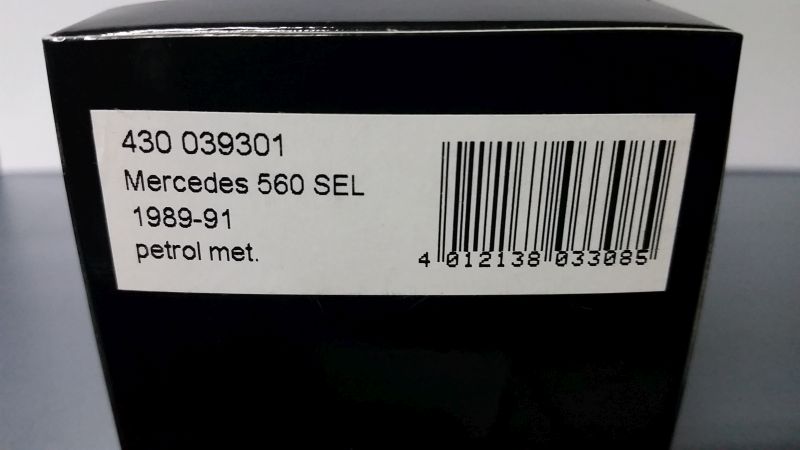 430 039301
Mercedes 560 SEL
1989-91
petrol met.
4 012138 033085